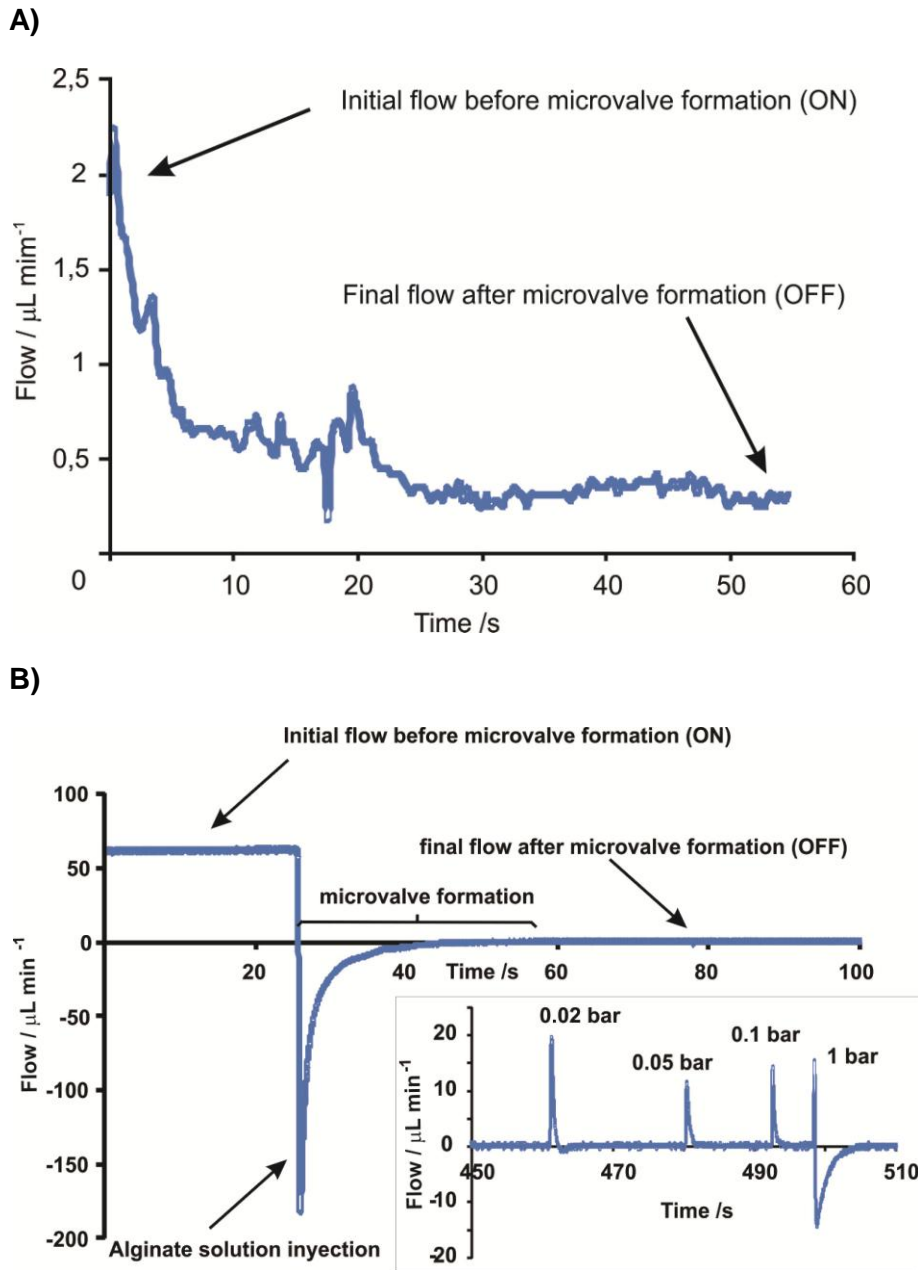 A)
2,5
Initial flow before microvalve formation (ON)
2
Flow / µL mim⁻¹
1,5
Final flow after microvalve formation (OFF)
1
0,5
0
10
20
30
40
50
60
Time /s
B)
Initial flow before microvalve formation (ON)
100
final flow after microvalve formation (OFF)
50
microvalve formation
0
20
40
Time /s
60
80
100
Flow / µL min⁻¹
-50
-100
-150
-200
Alginate solution inyection
0.02 bar
0.05 bar
0.1 bar
1 bar
20
10
0
-10
-20
Flow / µL min⁻¹
450
470
490
510
Time /s